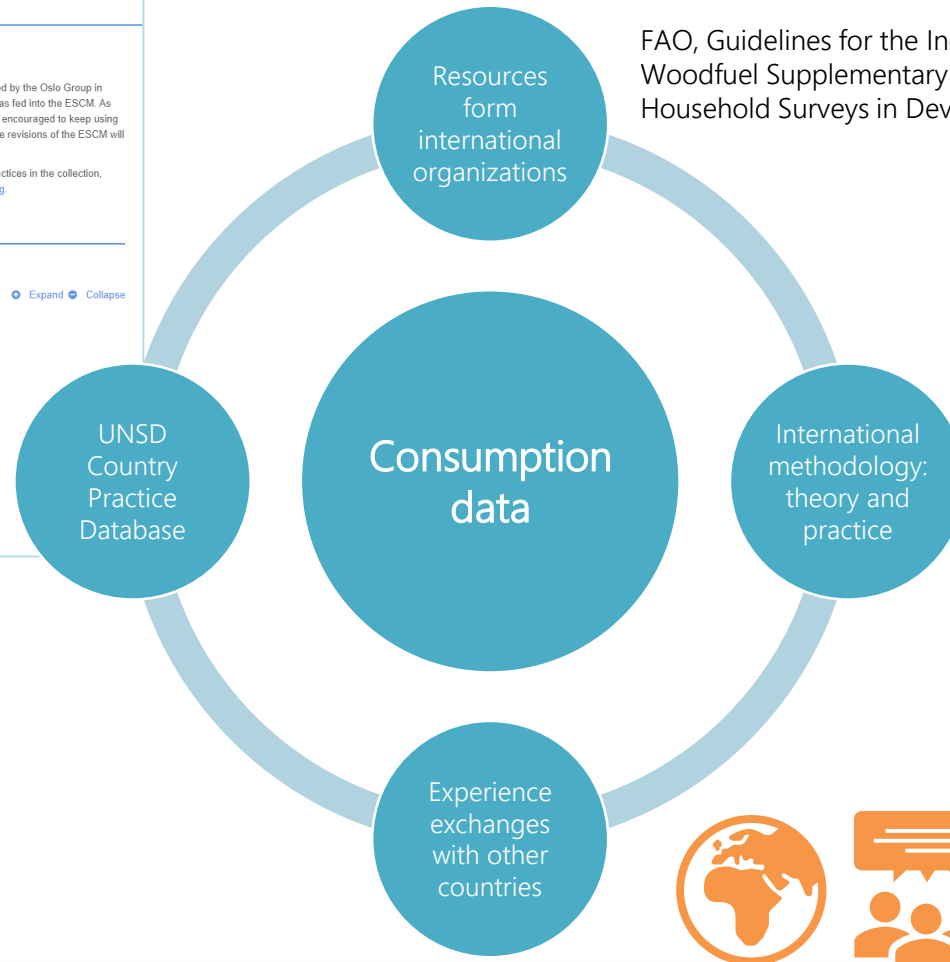 ed by the Oslo Group in
as fed into the ESCM. As
encouraged to keep using
e revisions of the ESCM will
actices in the collection,
g.
Expand Collapse
FAO, Guidelines for the In
Woodfuel Supplementary
Household Surveys in Dev
Resources
form
international
organizations
UNSD
Country
Practice
Database
Consumption
data
International
methodology:
theory and
practice
Experience
exchanges
with other
countries